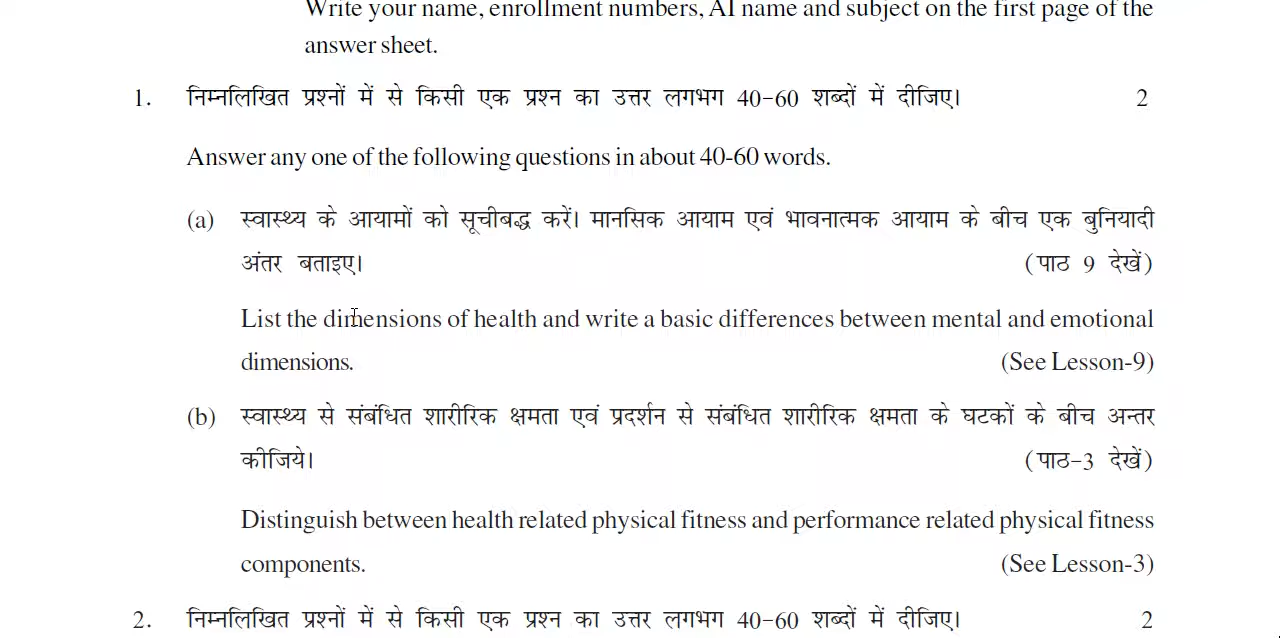 Write your name, enrollment numbers, AI name and subject on the first page of the
answer sheet.
1. निम्नलिखित प्रश्नों में से किसी एक प्रश्न का उत्तर लगभग 40-60 शब्दों में दीजिए। 2
Answer any one of the following questions in about 40-60 words.
(a) स्वास्थ्य के आयामों को सूचीबद्ध करें। मानसिक आयाम एवं भावनात्मक आयाम के बीच एक बुनियादी
अंतर बताइए। (पाठ 9 देखें)
List the dimensions of health and write a basic differences between mental and emotional
dimensions. (See Lesson-9)
(b) स्वास्थ्य से संबंधित शारीरिक क्षमता एवं प्रदर्शन से संबंधित शारीरिक क्षमता के घटकों के बीच अन्तर
कीजिये। (पाठ-3 देखें)
Distinguish between health related physical fitness and performance related physical fitness
components. (See Lesson-3)
2. निम्नलिखित प्रश्नों में से किसी एक प्रश्न का उत्तर लगभग 40-60 शब्दों में दीजिए। 2